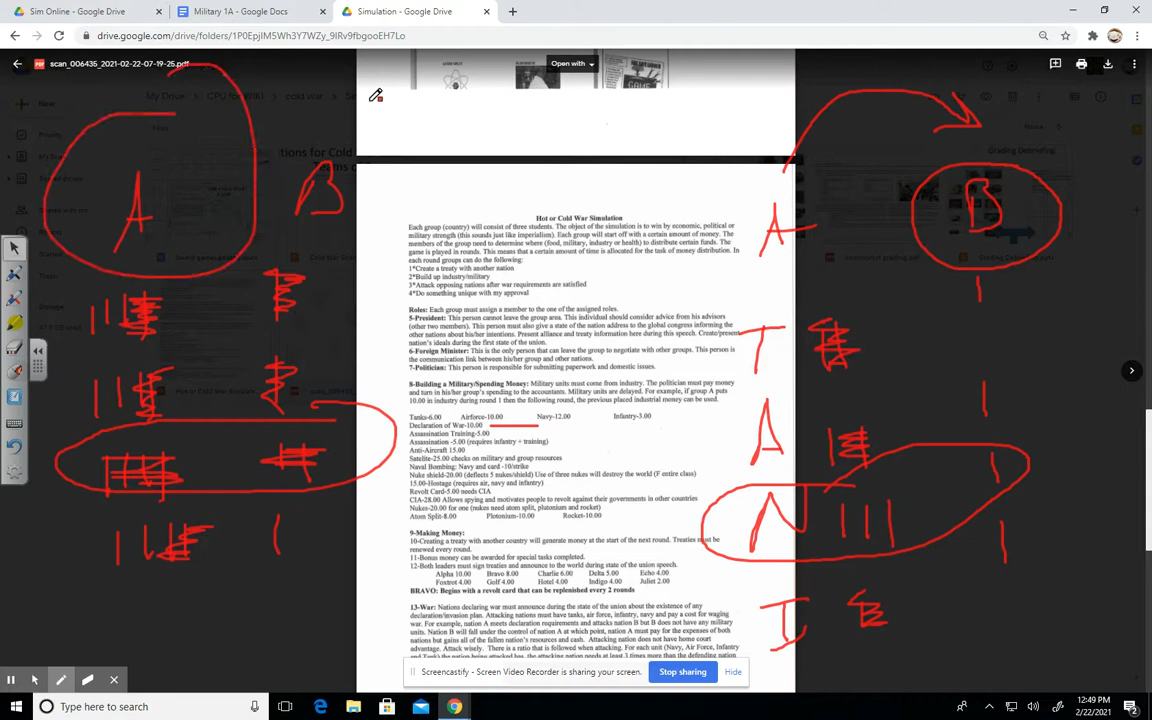 Sim Online - Google Drive
Military 1A - Google Docs
Simulation - Google Drive
drive.google.com/drive/folders/1P0EpjIM5Wh3Y7WZy_9IRv9fbgooEH7Lo
scan_006435_2021-02-22-07-19-25.pdf
Open with
A
B
A
B
T
A
N
I
Hot or Cold War Simulation
Each group (country) will consist of three students. The object of the simulation is to win by economic, political or
military strength (this sounds just like imperialism). Each group will start off with a certain amount of money. The
members of the group need to determine where (food, military, industry or health) to distribute certain funds. The
game is played in rounds. This means that a certain amount of time is allocated for the task of money distribution. In
each round groups can do the following:
1*Create a treaty with another nation
2*Build up industry/military
3*Attack opposing nations after war requirements are satisfied
4*Do something unique with my approval
Roles: Each group must assign a member to the one of the assigned roles.
5-President: This person cannot leave the group area. This individual should consider advice from his advisors
(other two members). This person must also give a state of the nation address to the global congress informing the
other nations about his/her intentions. Present alliance and treaty information here during this speech. Create/present
nation's ideals during the first state of the union.
6-Foreign Minister: This is the only person that can leave the group to negotiate with other groups. This person is
the communication link between his/her group and other nations.
7-Politician: This person is responsible for submitting paperwork and domestic issues.
8-Building a Military/Spending Money: Military units must come from industry. The politician must pay money
and turn in his/her group's spending to the accountants. Military units are delayed. For example, if group A puts
10.00 in industry during round 1 then the following round, the previous placed industrial money can be used.
Tanks-6.00 Airforce-10.00 Navy-12.00 Infantry-3.00
Declaration of War-10.00
Assassination Training-5.00
Assassination -5.00 (requires infantry + training)
Anti-Aircraft 15.00
Satelite-25.00 checks on military and group resources
Naval Bombing: Navy and card -10/strike
Nuke shield-20.00 (deflects 5 nukes/shield) Use of three nukes will destroy the world (F entire class)
15.00-Hostage (requires air, navy and infantry)
Revolt Card-5.00 needs CIA
CIA-28.00 Allows spying and motivates people to revolt against their governments in other countries
Nukes-20.00 for one (nukes need atom split, plutonium and rocket)
Atom Split-8.00 Plotonium-10.00 Rocket-10.00
9-Making Money:
10-Creating a treaty with another country will generate money at the start of the next round. Treaties must be
renewed every round.
11-Bonus money can be awarded for special tasks completed.
12-Both leaders must sign treaties and announce to the world during state of the union speech.
Alpha 10.00 Bravo 8.00 Charlie 6.00 Delta 5.00 Echo 4.00
Foxtrot 4.00 Golf 4.00 Hotel 4.00 Indigo 4.00 Juliet 2.00
BRAVO: Begins with a revolt card that can be replenished every 2 rounds
13-War: Nations declaring war must announce during the state of the union about the existence of any
declaration/invasion plan. Attacking nations must have tanks, air force, infantry, navy and pay a cost for waging
war. For example, nation A meets declaration requirements and attacks nation B but B does not have any military
units. Nation B will fall under the control of nation A at which point, nation A must pay for the expenses of both
nations but gains all of the fallen nation's resources and cash. Attacking nation does not have home court
advantage. Attack wisely. There is a ratio that is followed when attacking. For each unit (Navy, Air Force, Infantry
Screencastify - Screen Video Recorder is sharing your screen.
Stop sharing
Hide
Type here to search
12:49 PM
2/22/2021